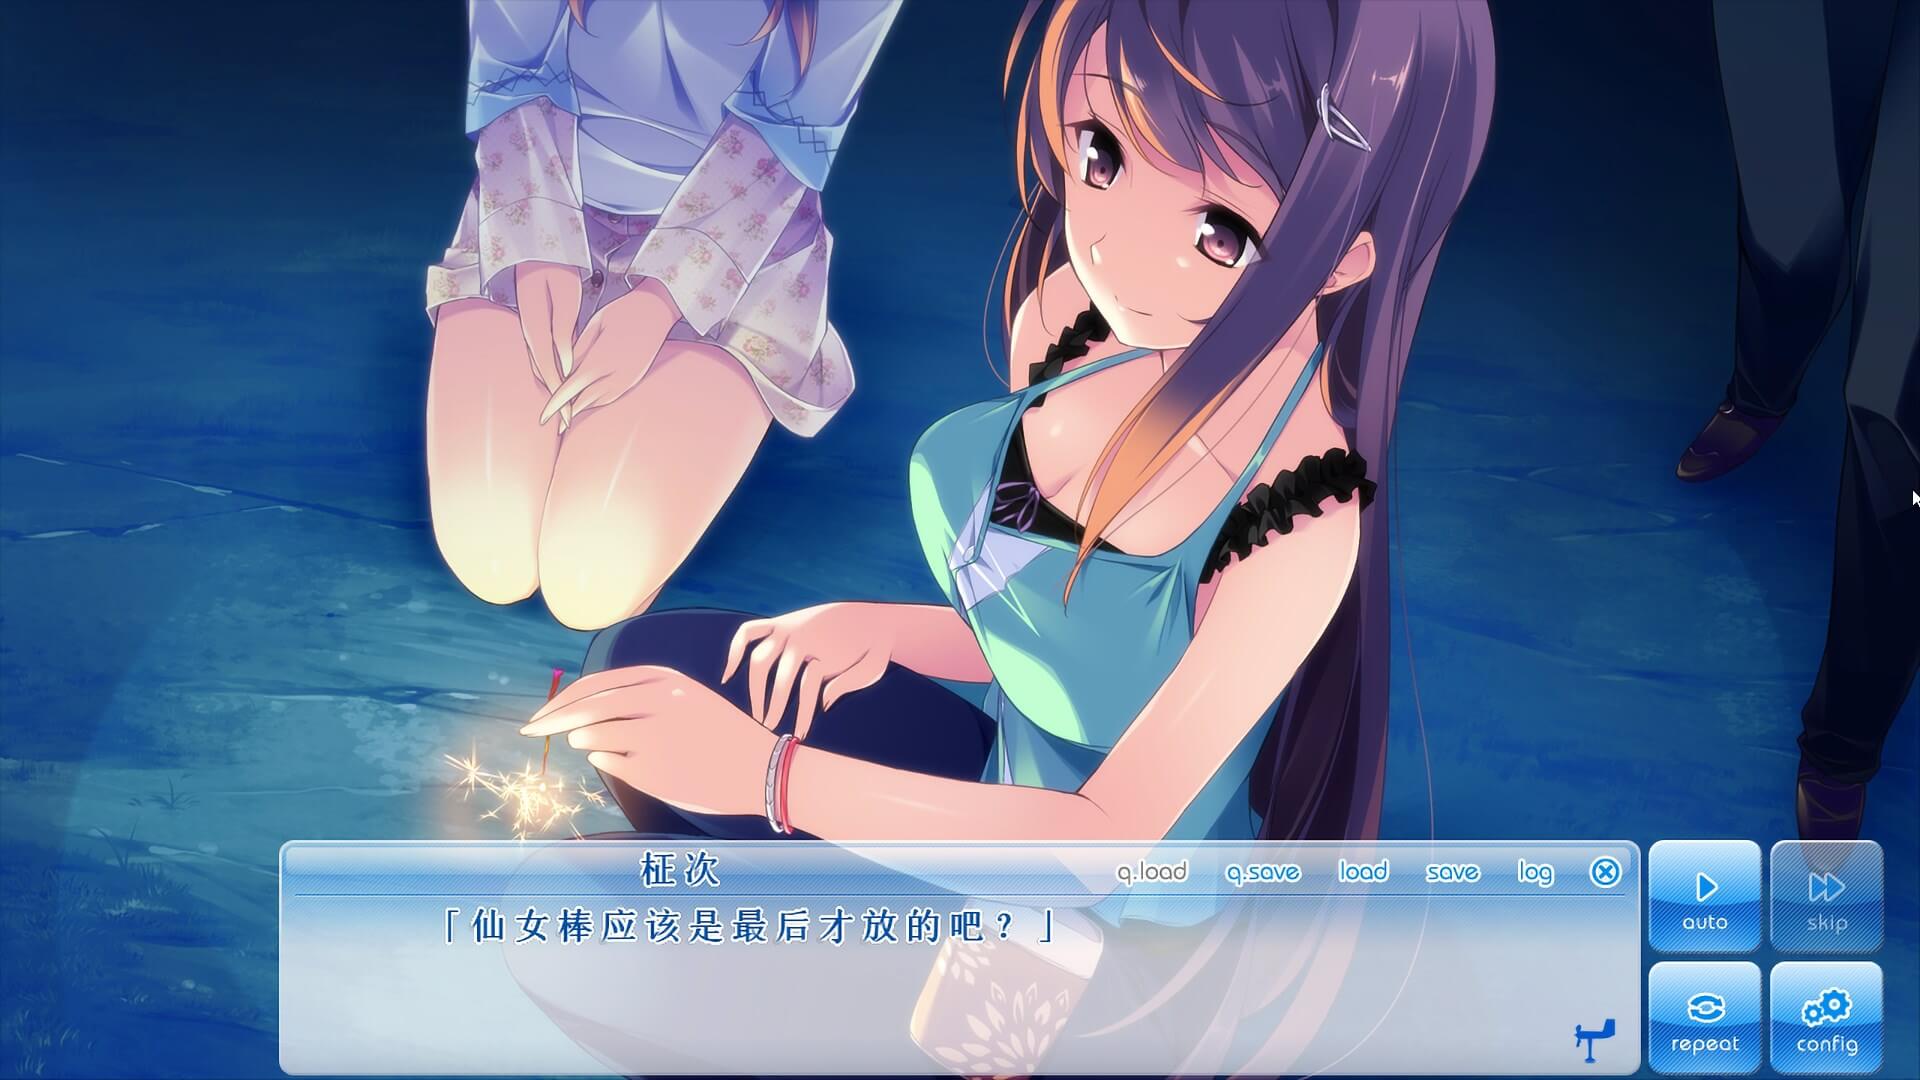 柾次
q.load q.save load save log
「仙女棒应该是最后才放的吧？」
auto
skip
repeat
config